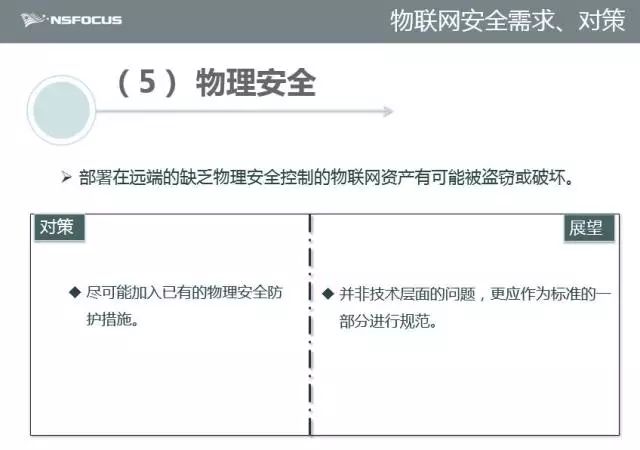 NSFOCUS
物联网安全需求、对策
（5） 物理安全
➢ 部署在远端的缺乏物理安全控制的物联网资产有可能被盗窃或破坏。
对策
◆ 尽可能加入已有的物理安全防
护措施。
展望
◆ 并非技术层面的问题，更应作为标准的一
部分进行规范。